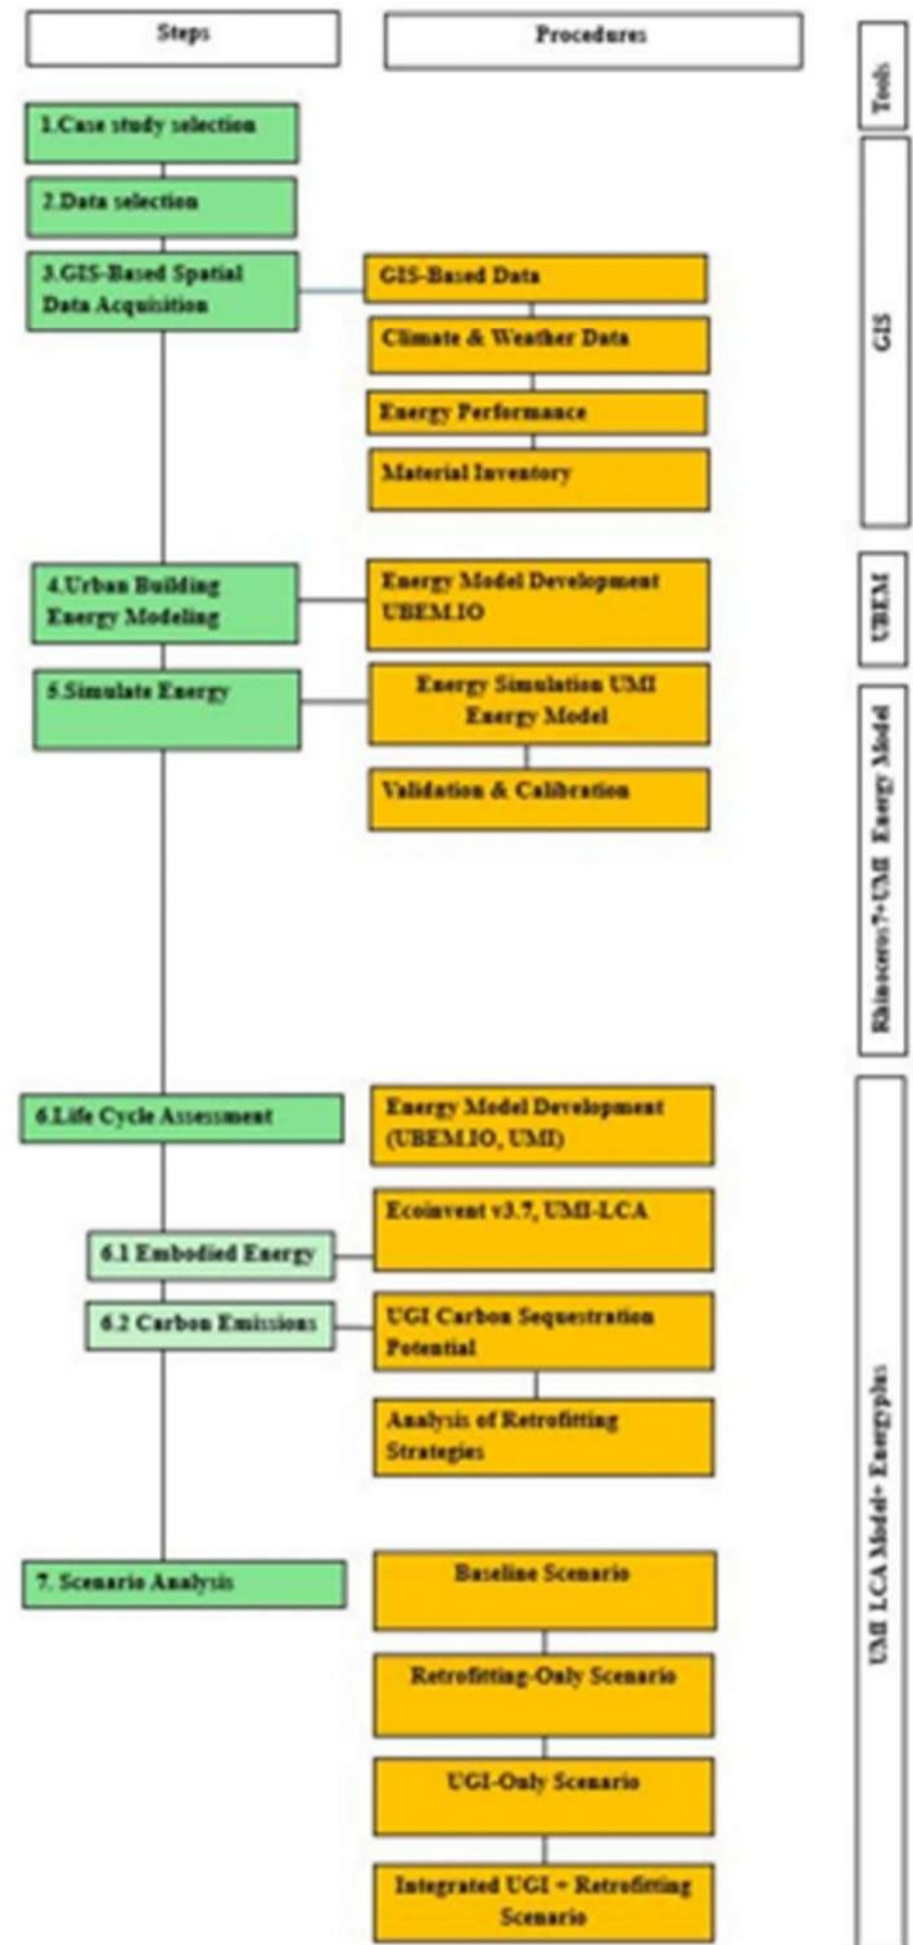 Steps
Procedures
Tools
1.Case study selection
2.Data selection
3.GIS-Based Spatial
Data Acquisition
GIS-Based Data
Climate & Weather Data
Energy Performance
Material Inventory
GIS
4.Urban Building
Energy Modeling
Energy Model Development
UBEM.IO
UBEM
5.Simulate Energy
Energy Simulation UMI
Energy Model
Validation & Calibration
Rhinoceros7+UMI Energy Model
6.Life Cycle Assessment
Energy Model Development
(UBEM.IO, UMI)
Ecoinvent v3.7, UMI-LCA
6.1 Embodied Energy
6.2 Carbon Emissions
UGI Carbon Sequestration
Potential
Analysis of Retrofitting
Strategies
7. Scenario Analysis
Baseline Scenario
Retrofitting-Only Scenario
UGI-Only Scenario
Integrated UGI + Retrofitting
Scenario
UMI LCA Model+ Energyplus